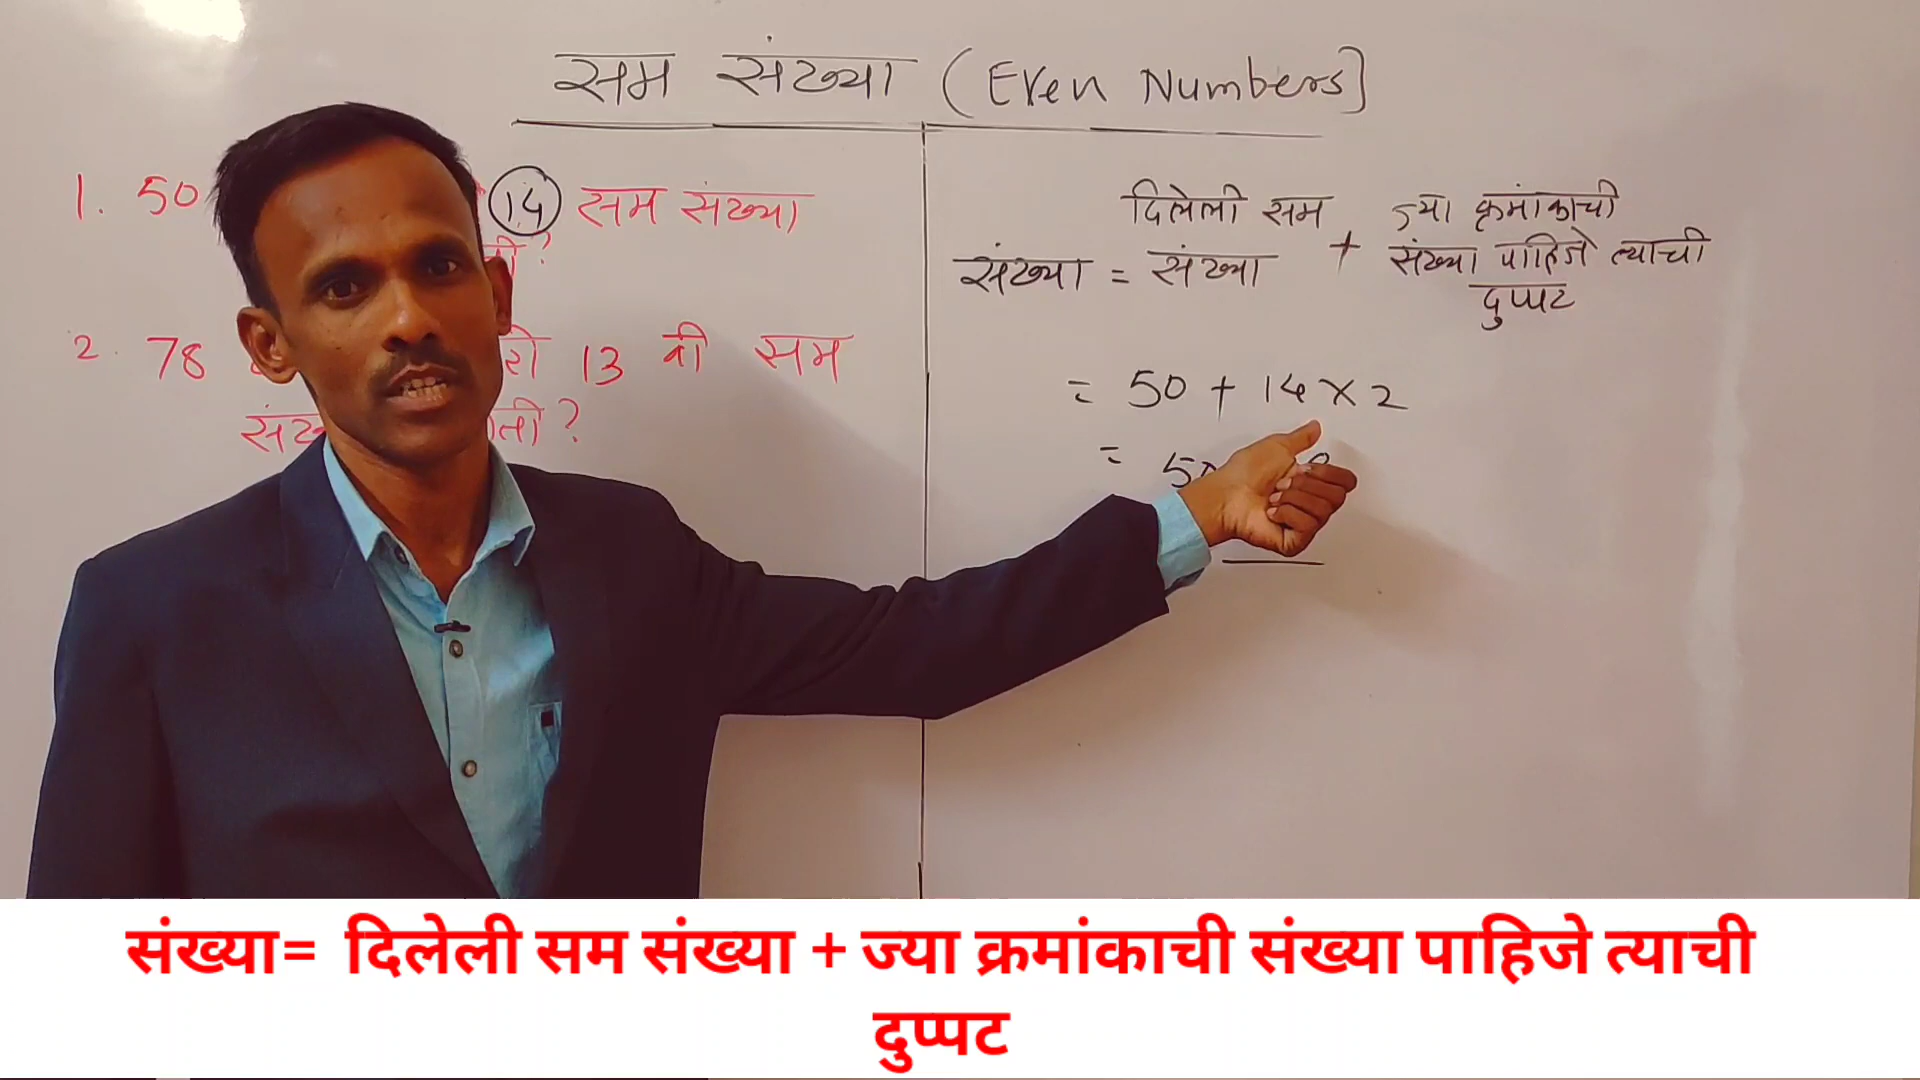 सम संख्या (Even Numbers)
1. 50 14 सम संख्या
?
2. 78 13 वी सम
?
दिलेली सम
संख्या = संख्या + ज्या क्रमांकाची
संख्या पाहिजे त्याची
दुप्पट
= 50 + 14 × 2
=
संख्या= दिलेली सम संख्या + ज्या क्रमांकाची संख्या पाहिजे त्याची
दुप्पट